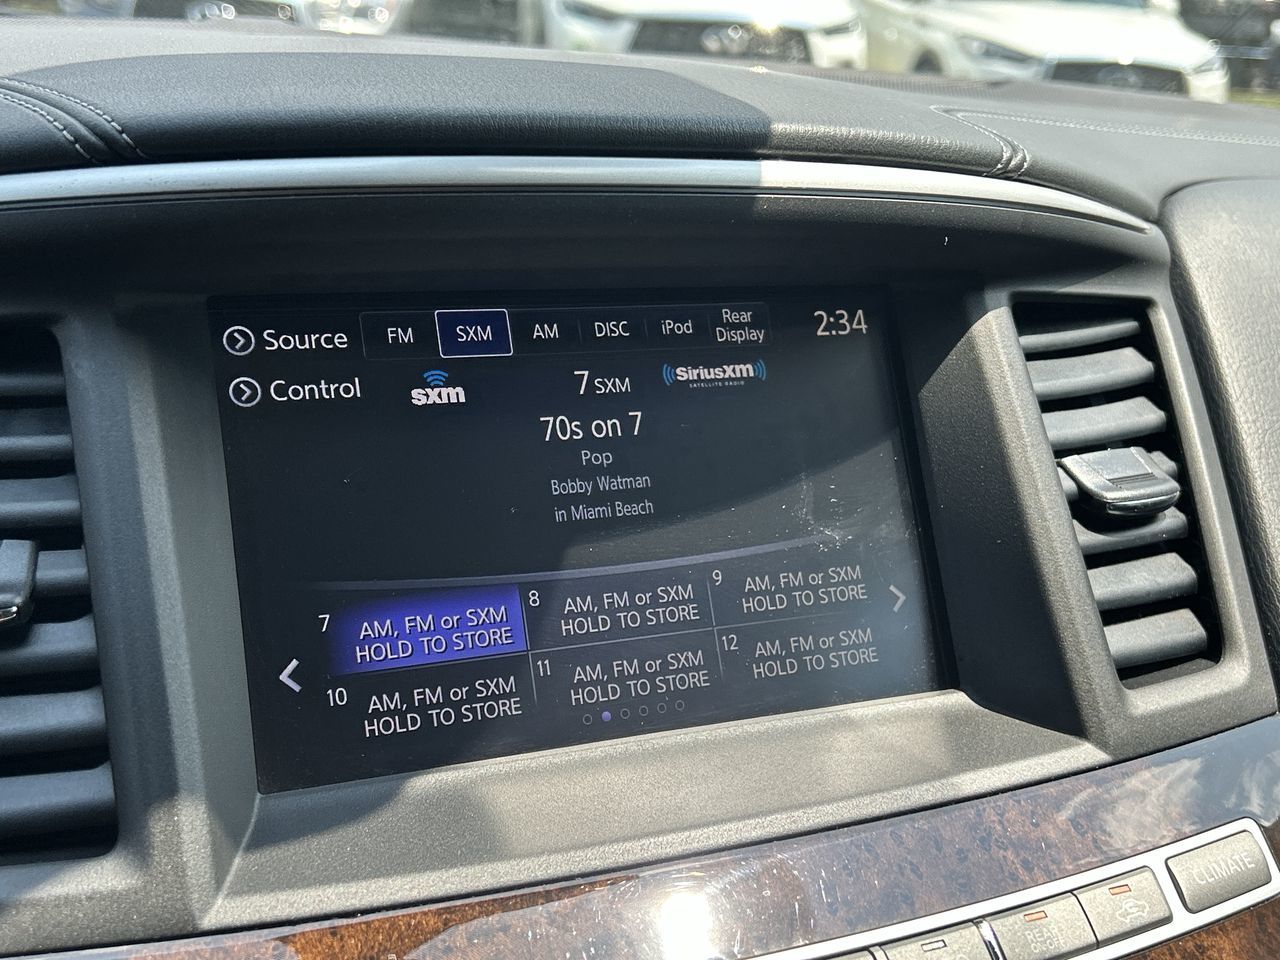 Source
FM
SXM
AM
DISC
iPod
Rear
Display
2:34
Control
sxm
7 SXM
SiriusXM
SATELLITE RADIO
70s on 7
Pop
Bobby Watman
in Miami Beach
7
AM, FM or SXM
HOLD TO STORE
8
AM, FM or SXM
HOLD TO STORE
9
AM, FM or SXM
HOLD TO STORE
10
AM, FM or SXM
HOLD TO STORE
11
AM, FM or SXM
HOLD TO STORE
12
AM, FM or SXM
HOLD TO STORE
CLIMATE
REAR